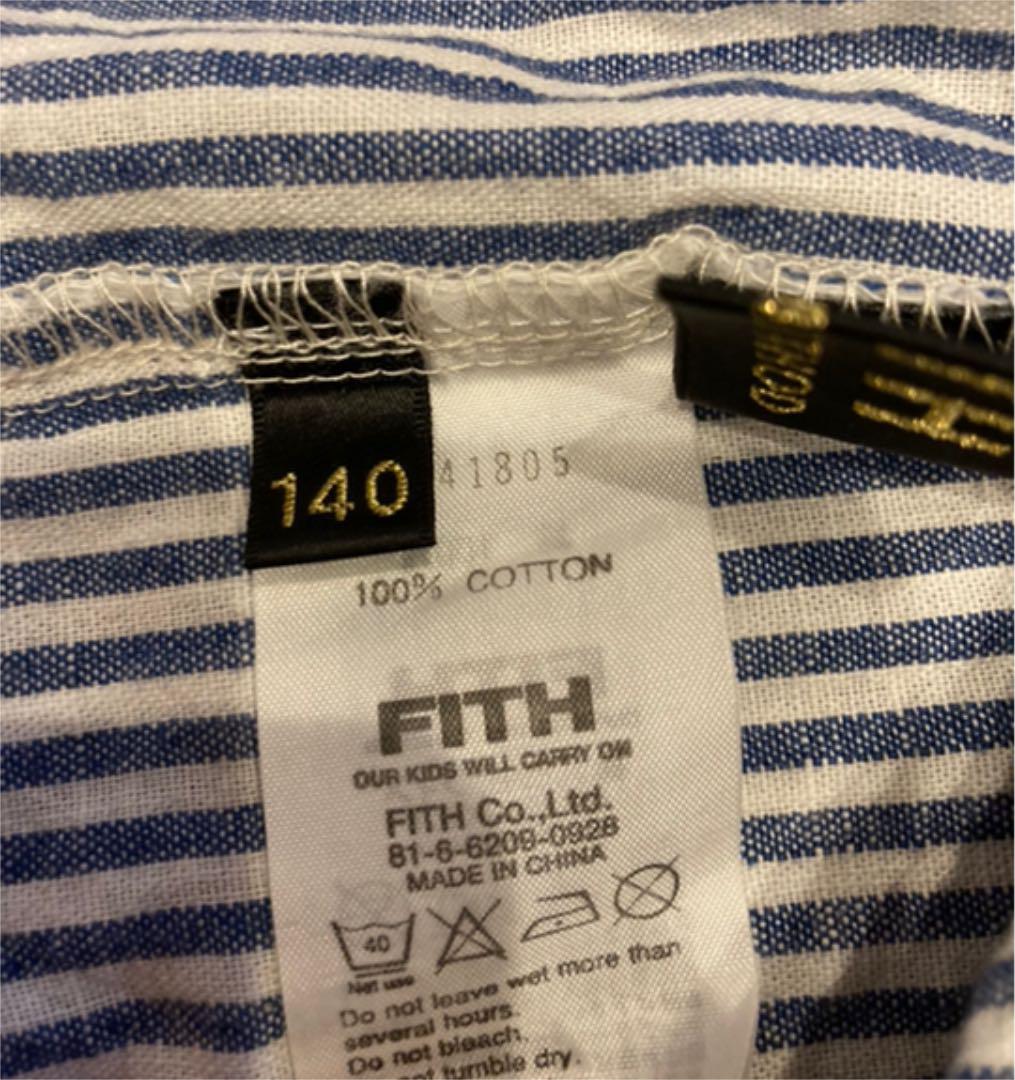 140
41805
100% COTTON
FITH
OUR KIDS WILL CARRY ON
FITH Co.,Ltd.
81-6-6209-0928
MADE IN CHINA
40
Net use
Do not leave wet more than
several hours.
Do not bleach.
not tumble dry.